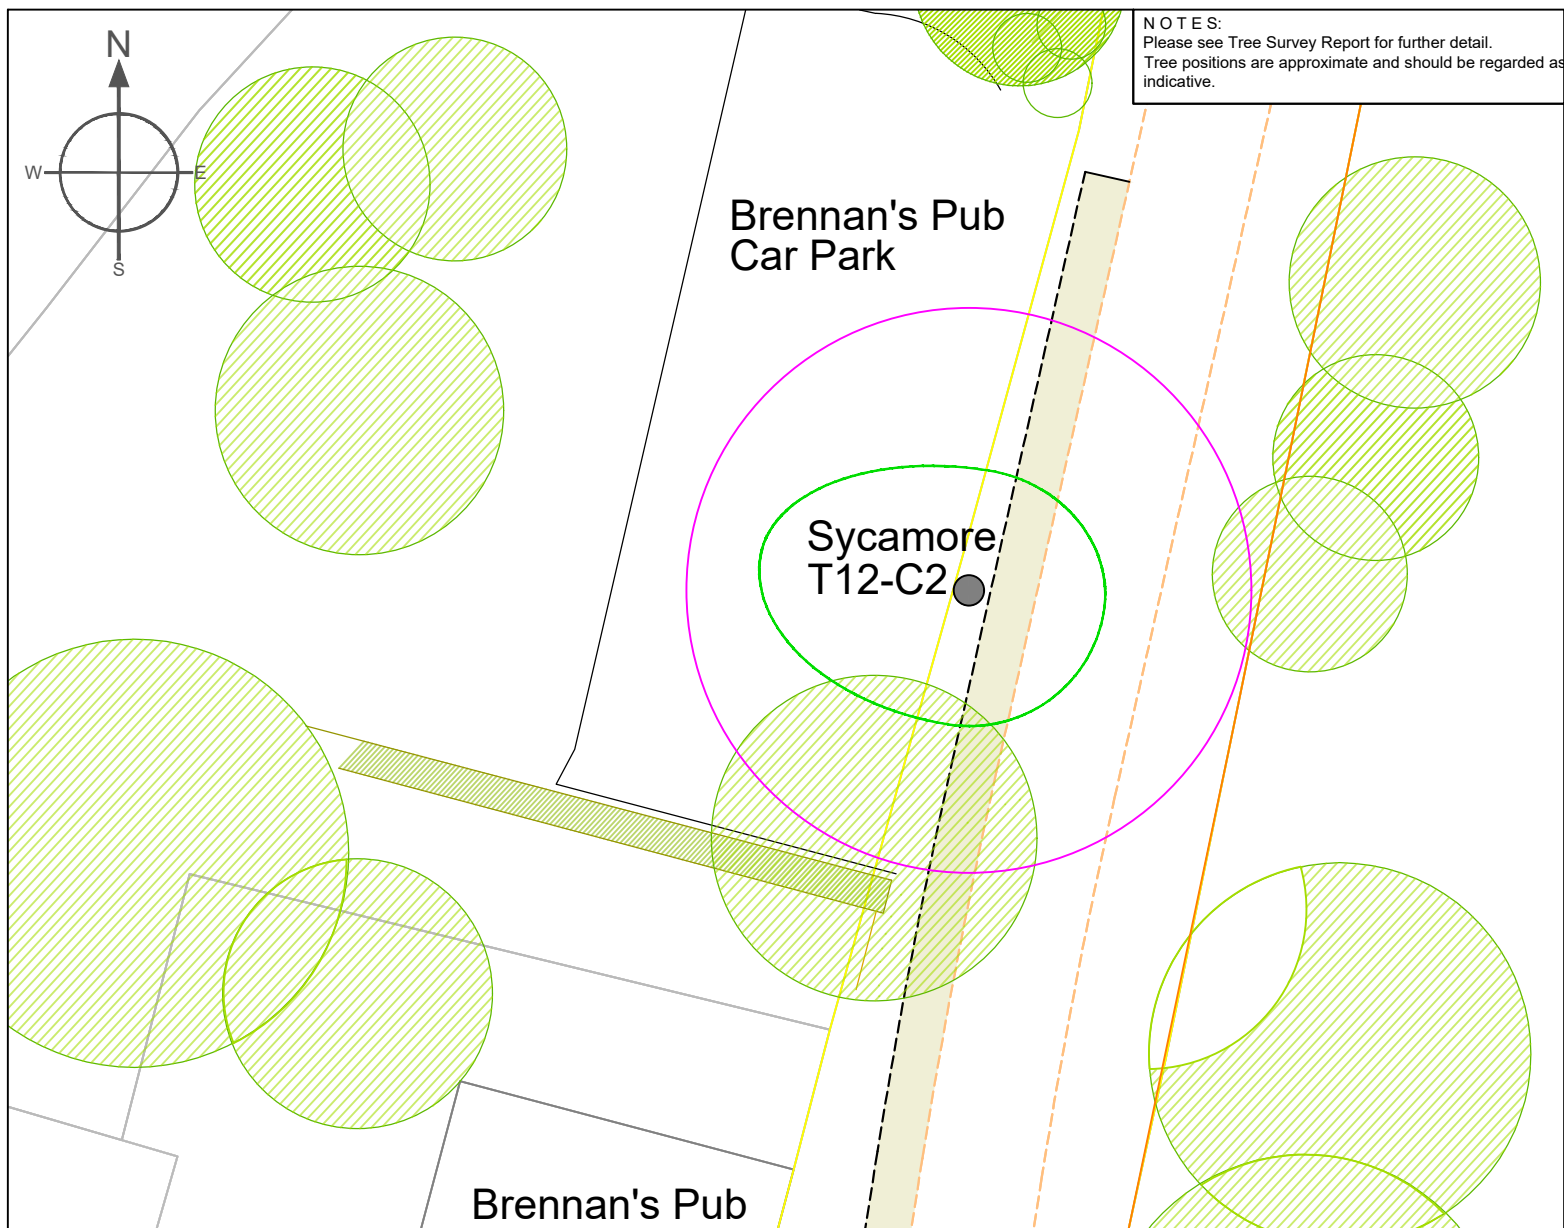 N
W E
S
N O T E S:
Please see Tree Survey Report for further detail.
Tree positions are approximate and should be regarded as
indicative.
Brennan's Pub
Car Park
Sycamore
T12-C2
Brennan's Pub